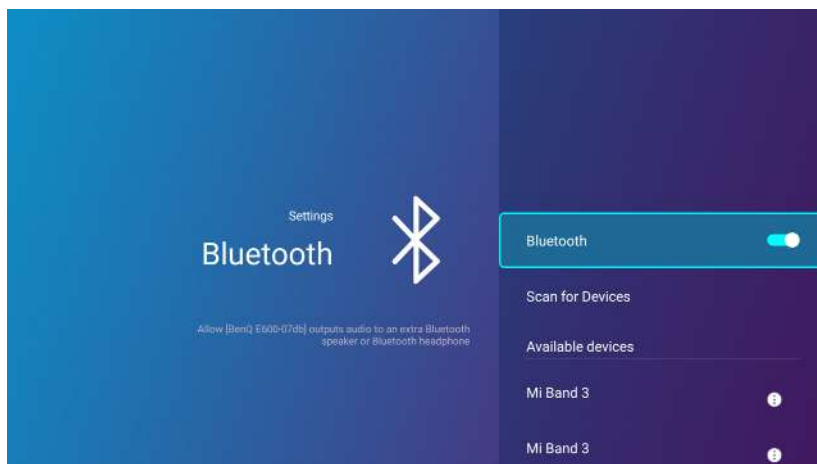 Settings
Bluetooth
Allow [BenQ E600-07db] outputs audio to an extra Bluetooth
speaker or Bluetooth headphone
Bluetooth
Scan for Devices
Available devices
Mi Band 3
Mi Band 3